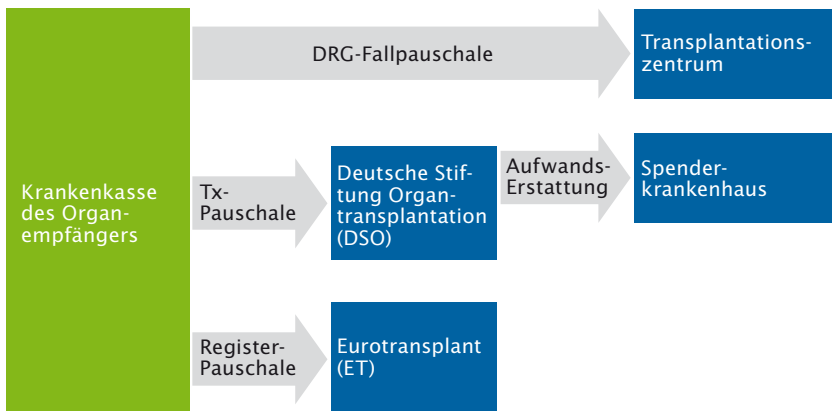 DRG-Fallpauschale
Transplantations-
zentrum
Krankenkasse
des Organ-
empfängers
Tx-
Pauschale
Deutsche Stif-
tung Organ-
transplantation
(DSO)
Aufwands-
Erstattung
Spender-
krankenhaus
Register-
Pauschale
Eurotransplant
(ET)